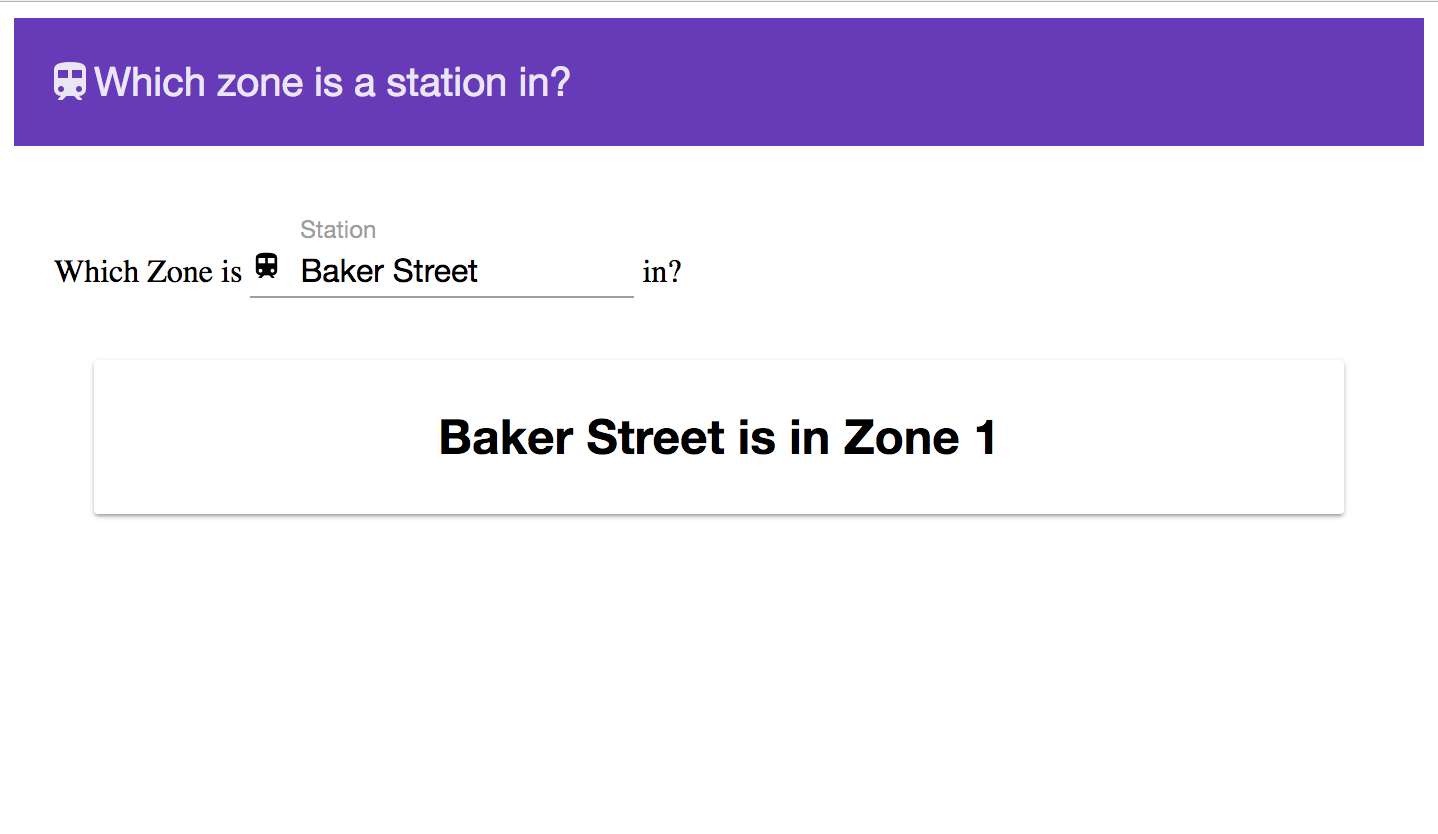 Which zone is a station in?
Station
Which Zone is Baker Street in?
Baker Street is in Zone 1